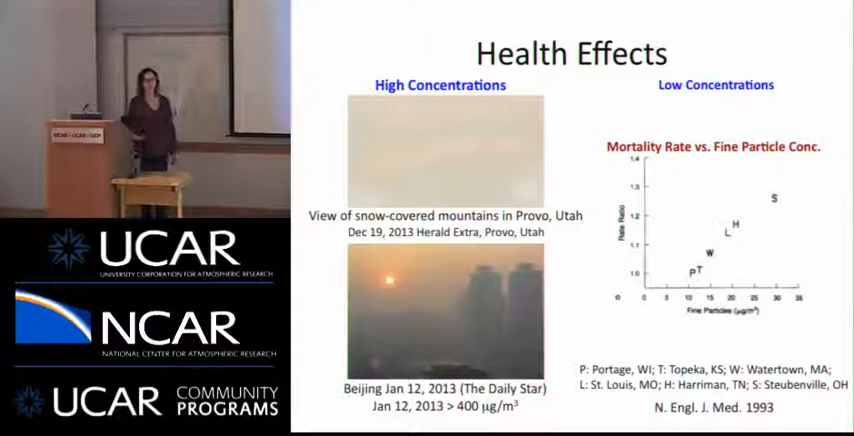 NCAR • UCAR • UCP
UCAR
UNIVERSITY CORPORATION FOR ATMOSPHERIC RESEARCH
NCAR
NATIONAL CENTER FOR ATMOSPHERIC RESEARCH
UCAR COMMUNITY
PROGRAMS
Health Effects
High Concentrations
View of snow-covered mountains in Provo, Utah
Dec 19, 2013 Herald Extra, Provo, Utah
Beijing Jan 12, 2013 (The Daily Star)
Jan 12, 2013 > 400 µg/m³
Low Concentrations
Mortality Rate vs. Fine Particle Conc.
1.4
1.3
S
1.2
H
L
1.1
W
1.0
P T
Rate Ratio
0 0 5 10 15 20 25 30 35
Fine Particles (µg/m³)
P: Portage, WI; T: Topeka, KS; W: Watertown, MA;
L: St. Louis, MO; H: Harriman, TN; S: Steubenville, OH
N. Engl. J. Med. 1993